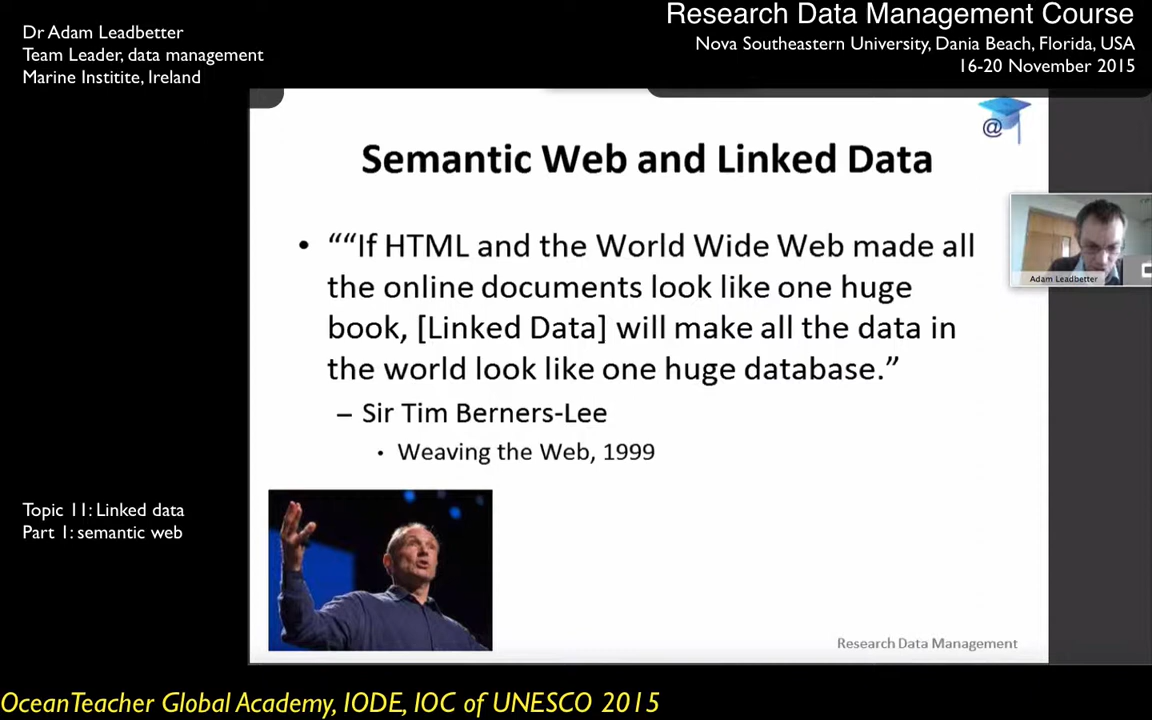 Dr Adam Leadbetter
Team Leader, data management
Marine Institite, Ireland
Research Data Management Course
Nova Southeastern University, Dania Beach, Florida, USA
16-20 November 2015
@
Semantic Web and Linked Data
• ““If HTML and the World Wide Web made all
the online documents look like one huge
book, [Linked Data] will make all the data in
the world look like one huge database.”
– Sir Tim Berners-Lee
• Weaving the Web, 1999
Adam Leadbetter
Topic 11: Linked data
Part 1: semantic web
Research Data Management
OceanTeacher Global Academy, IODE, IOC of UNESCO 2015